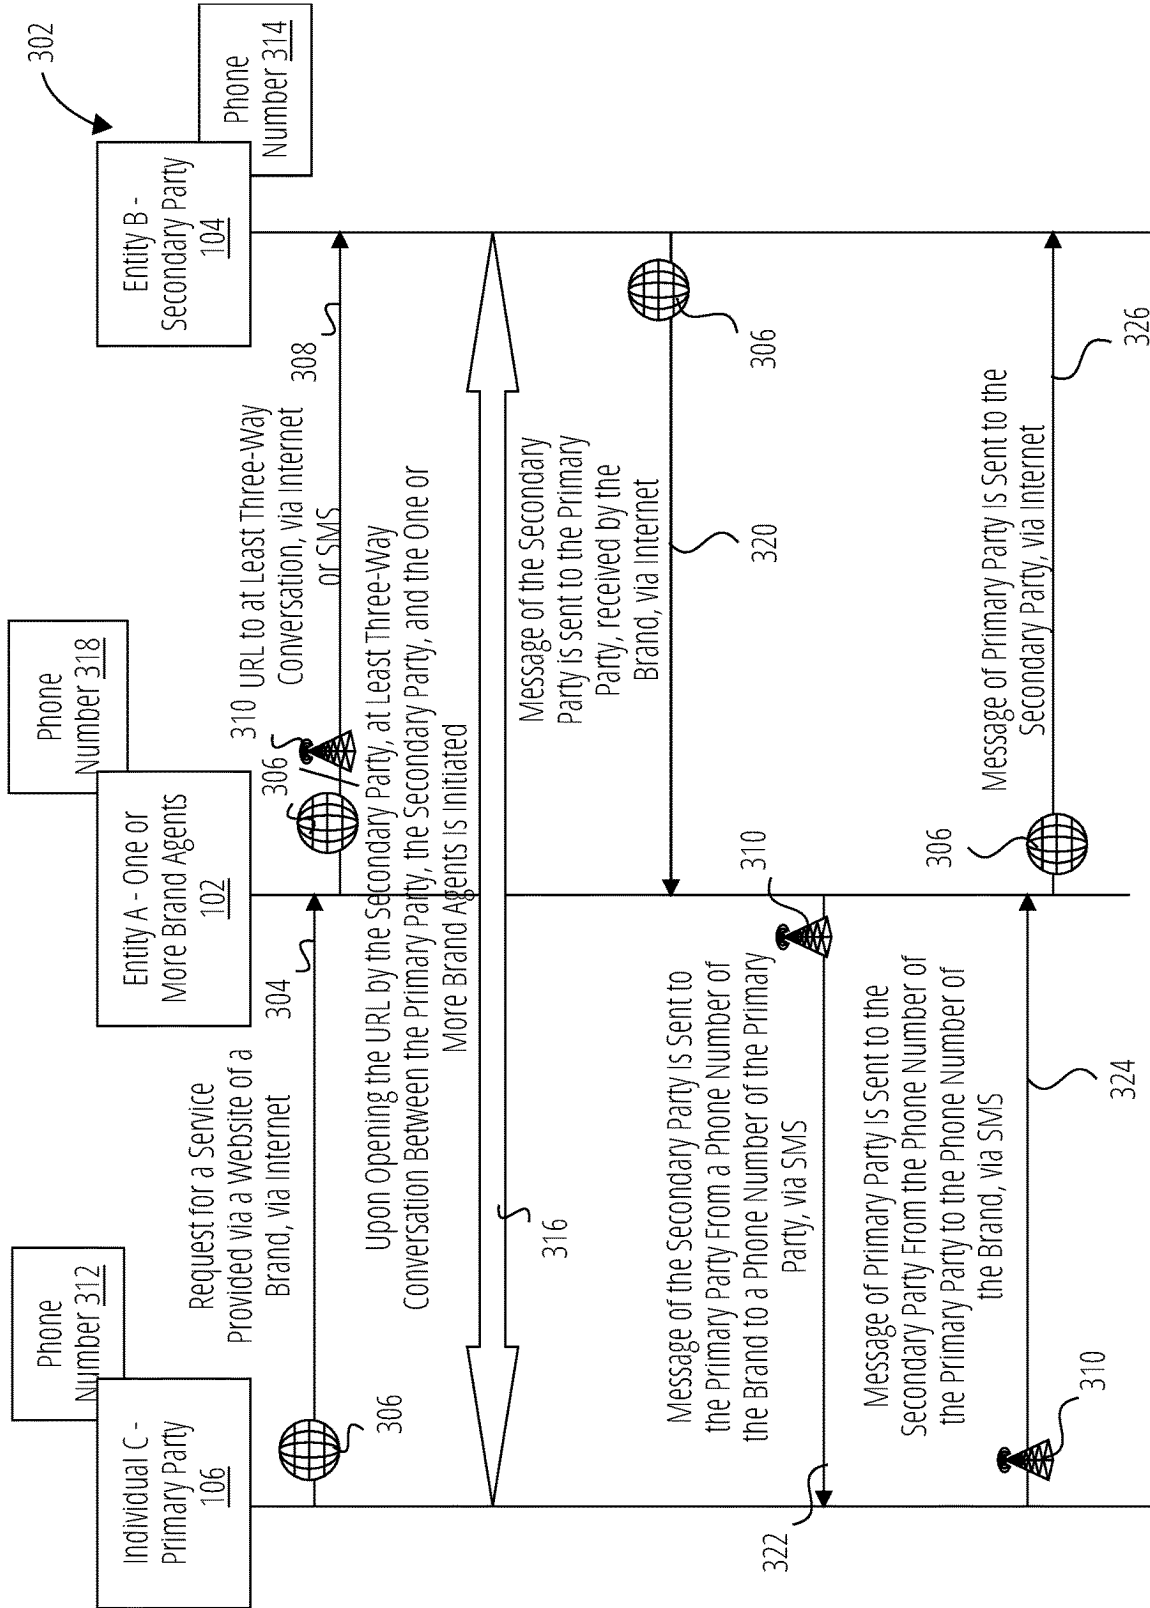 302
Phone
Number 312
Individual C -
Primary Party
106
Phone
Number 318
Entity A - One or
More Brand Agents
102
Phone
Number 314
Entity B -
Secondary Party
104
Request for a Service
Provided via a Website of a
Brand, via Internet
304
306
306
310
URL to at Least Three-Way
Conversation, via Internet
or SMS
308
Upon Opening the URL by the Secondary Party, at Least Three-Way
Conversation Between the Primary Party, the Secondary Party, and the One or
More Brand Agents Is Initiated
316
Message of the Secondary
Party is sent to the Primary
Party, received by the
Brand, via Internet
306
320
Message of the Secondary Party is Sent to
the Primary Party From a Phone Number of
the Brand to a Phone Number of the Primary
Party, via SMS
310
322
Message of Primary Party Is Sent to the
Secondary Party From the Phone Number of
the Primary Party to the Phone Number of
the Brand, via SMS
310
324
Message of Primary Party Is Sent to the
Secondary Party, via Internet
306
326